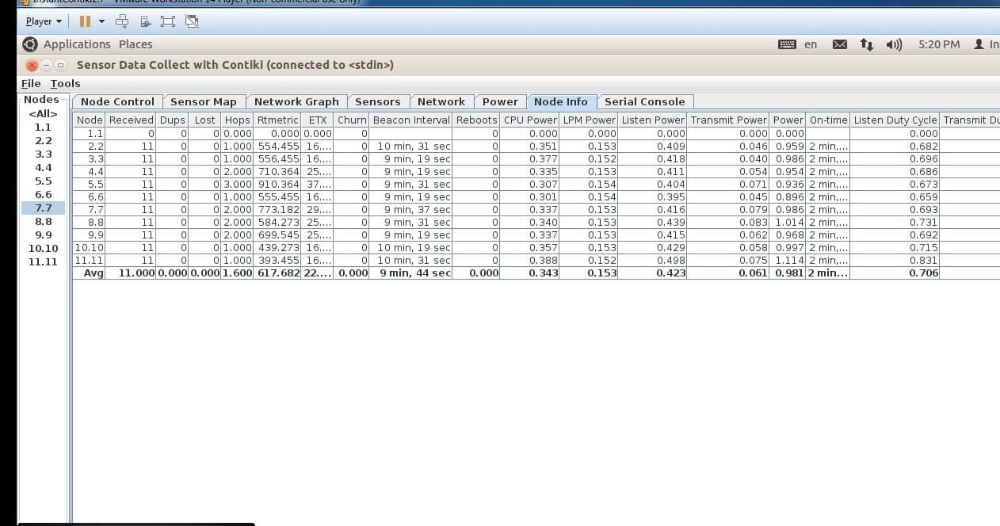 Player
Applications Places en 5:20 PM In
Sensor Data Collect with Contiki (connected to <stdin>)
File Tools
Nodes
<All>
1.1
2.2
3.3
4.4
5.5
6.6
7.7
8.8
9.9
10.10
11.11
Node Control Sensor Map Network Graph Sensors Network Power Node Info Serial Console
Node Received Dups Lost Hops Rtmetric ETX Churn Beacon Interval Reboots CPU Power LPM Power Listen Power Transmit Power Power On-time Listen Duty Cycle Transmit Du
1.1 0 0 0 0.000 0.000 0.000 0 0 0.000 0.000 0.000 0.000 0.000 0.000
2.2 11 0 0 1.000 554.455 16.... 0 10 min, 31 sec 0 0.351 0.153 0.409 0.046 0.959 2 min,... 0.682
3.3 11 0 0 1.000 556.455 16.... 0 9 min, 19 sec 0 0.377 0.152 0.418 0.040 0.986 2 min,... 0.696
4.4 11 0 0 2.000 710.364 25.... 0 9 min, 19 sec 0 0.335 0.153 0.411 0.054 0.954 2 min,... 0.686
5.5 11 0 0 3.000 910.364 37.... 0 9 min, 31 sec 0 0.307 0.154 0.404 0.071 0.936 2 min,... 0.673
6.6 11 0 0 1.000 555.455 16.... 0 9 min, 19 sec 0 0.301 0.154 0.395 0.045 0.896 2 min,... 0.659
7.7 11 0 0 2.000 773.182 29.... 0 9 min, 37 sec 0 0.337 0.153 0.416 0.079 0.986 2 min,... 0.693
8.8 11 0 0 2.000 584.273 25.... 0 9 min, 31 sec 0 0.340 0.153 0.439 0.083 1.014 2 min,... 0.731
9.9 11 0 0 2.000 699.545 25.... 0 9 min, 19 sec 0 0.337 0.153 0.415 0.062 0.968 2 min,... 0.692
10.10 11 0 0 1.000 439.273 16.... 0 10 min, 19 sec 0 0.357 0.153 0.429 0.058 0.997 2 min,... 0.715
11.11 11 0 0 1.000 393.455 16.... 0 10 min, 31 sec 0 0.388 0.152 0.498 0.075 1.114 2 min,... 0.831
Avg 11.000 0.000 0.000 1.600 617.682 22.... 0.000 9 min, 44 sec 0.000 0.343 0.153 0.423 0.061 0.981 2 min... 0.706